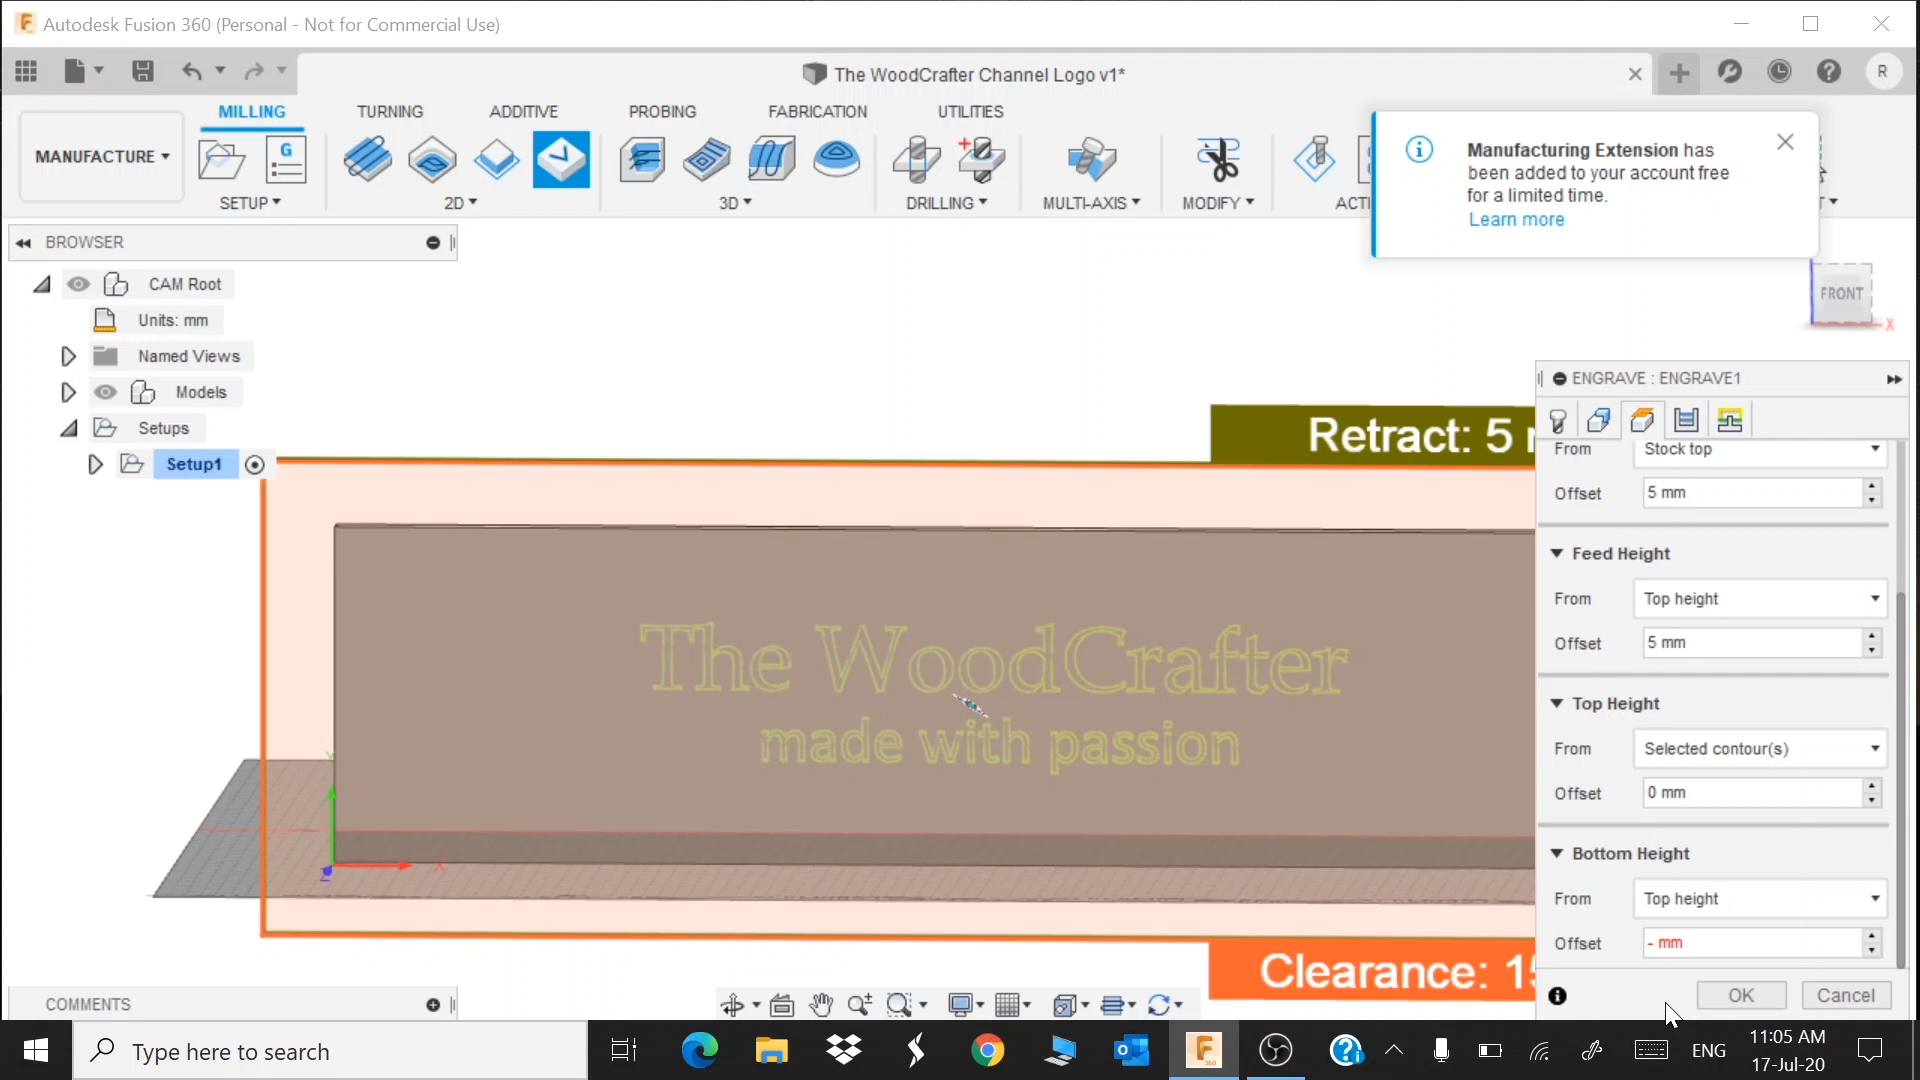 Autodesk Fusion 360 (Personal - Not for Commercial Use)
The WoodCrafter Channel Logo v1*
R
MILLING TURNING ADDITIVE PROBING FABRICATION UTILITIES
MANUFACTURE
G
SETUP 2D 3D DRILLING MULTI-AXIS MODIFY ACTI
Manufacturing Extension has
been added to your account free
for a limited time.
Learn more
BROWSER
CAM Root
Units: mm
Named Views
Models
Setups
Setup1
FRONT
X
ENGRAVE : ENGRAVE1
From Stock top
Offset 5 mm
Feed Height
From Top height
Offset 5 mm
Top Height
From Selected contour(s)
Offset 0 mm
Bottom Height
From Top height
Offset - mm
OK Cancel
Retract: 5
The WoodCrafter
made with passion
Y
X
Z
Clearance: 15
COMMENTS
Type here to search
ENG
11:05 AM
17-Jul-20